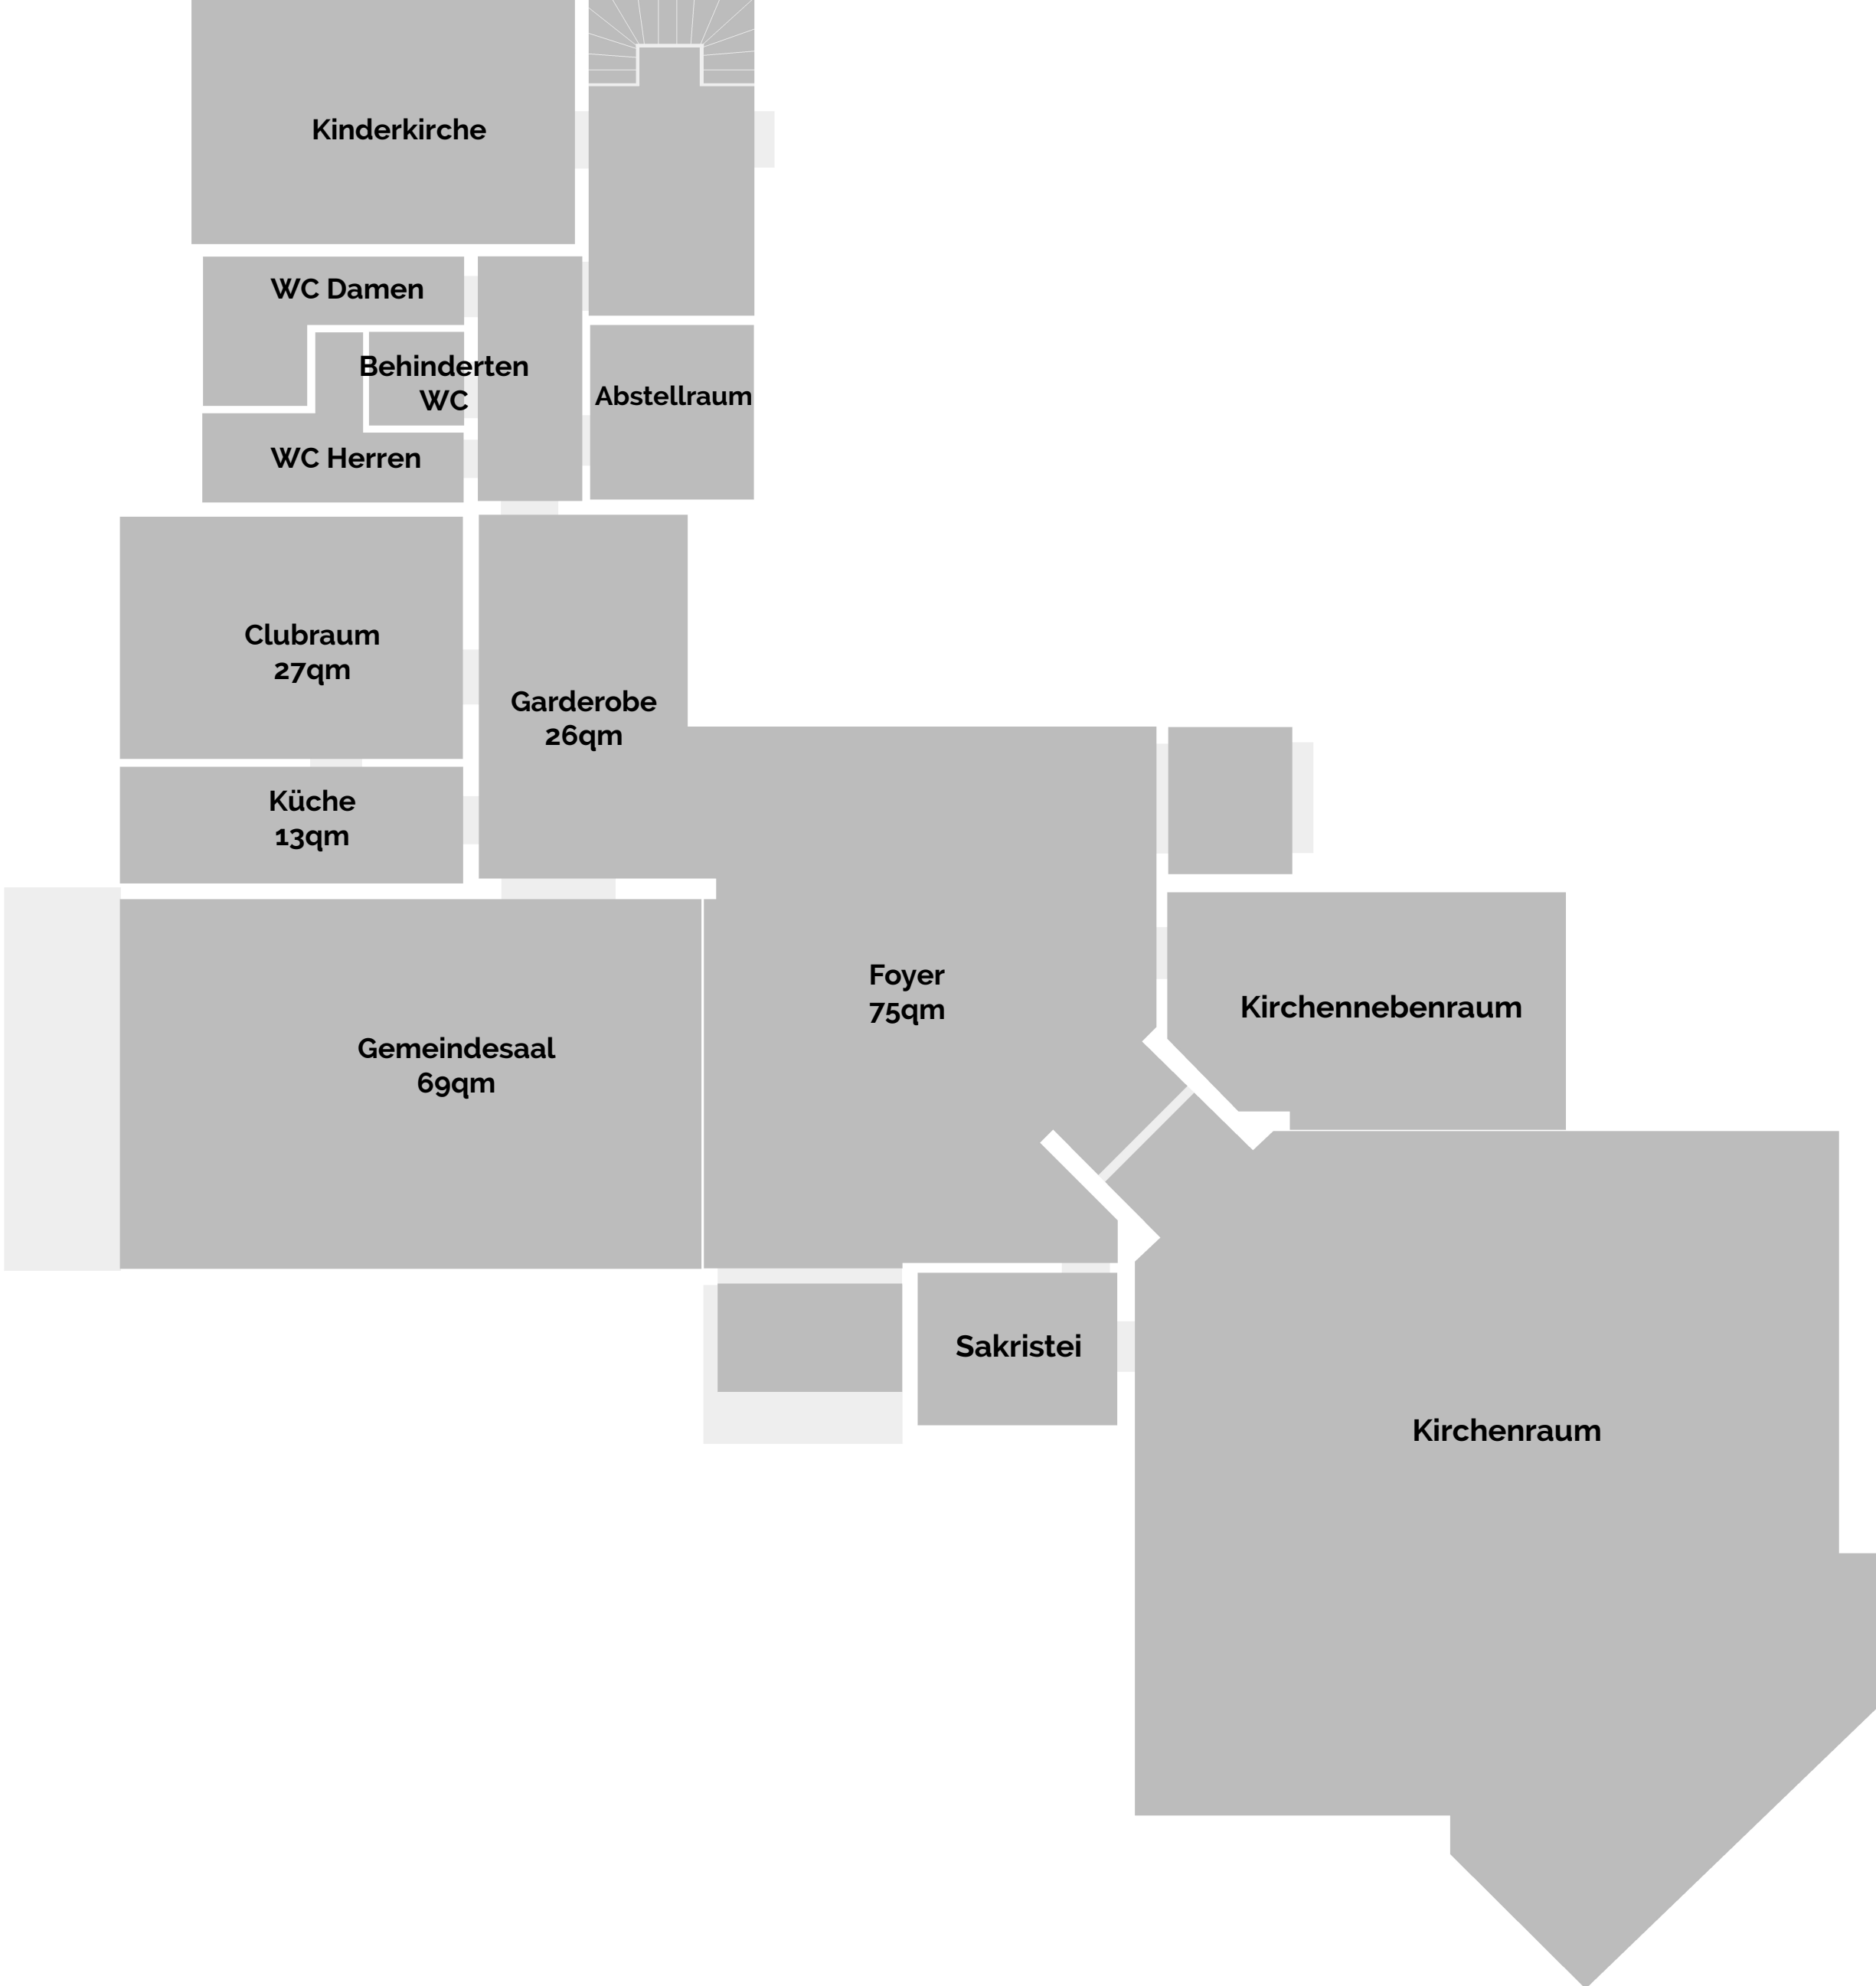 Kinderkirche
WC Damen
Behinderten
WC
Abstellraum
WC Herren
Clubraum
27qm
Garderobe
26qm
Küche
13qm
Foyer
75qm
Kirchennebenraum
Gemeindesaal
69qm
Sakristei
Kirchenraum